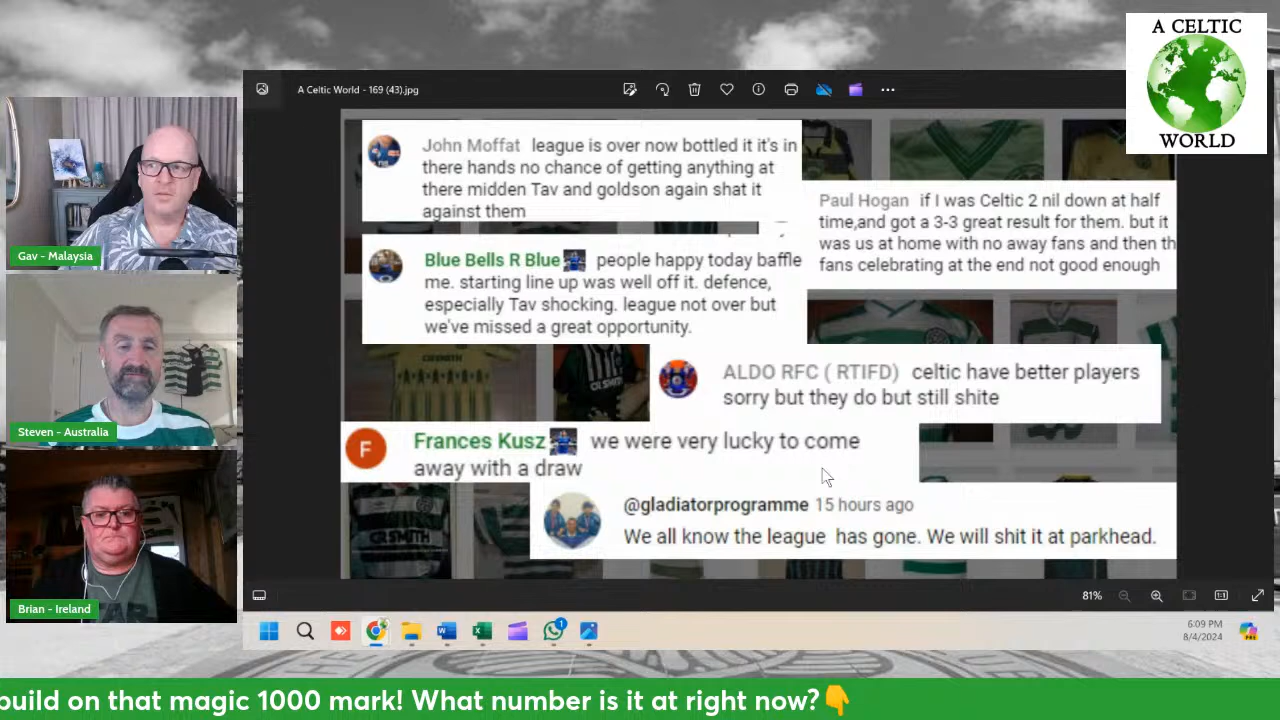 A CELTIC
WORLD
A Celtic World - 169 (43).jpg
Gav - Malaysia
Steven - Australia
Brian - Ireland
John Moffat league is over now bottled it it's in
there hands no chance of getting anything at
there midden Tav and goldson again shat it
against them
Paul Hogan if I was Celtic 2 nil down at half
time,and got a 3-3 great result for them. but it
was us at home with no away fans and then th
fans celebrating at the end not good enough
Blue Bells R Blue people happy today baffle
me. starting line up was well off it. defence,
especially Tav shocking. league not over but
we've missed a great opportunity.
ALDO RFC ( RTIFD) celtic have better players
sorry but they do but still shite
F
Frances Kusz we were very lucky to come
away with a draw
@gladiatorprogramme 15 hours ago
We all know the league has gone. We will shit it at parkhead.
CR SMITH
CR SMITH
CR SMITH
81%
6:09 PM
8/4/2024
build on that magic 1000 mark! What number is it at right now?👇